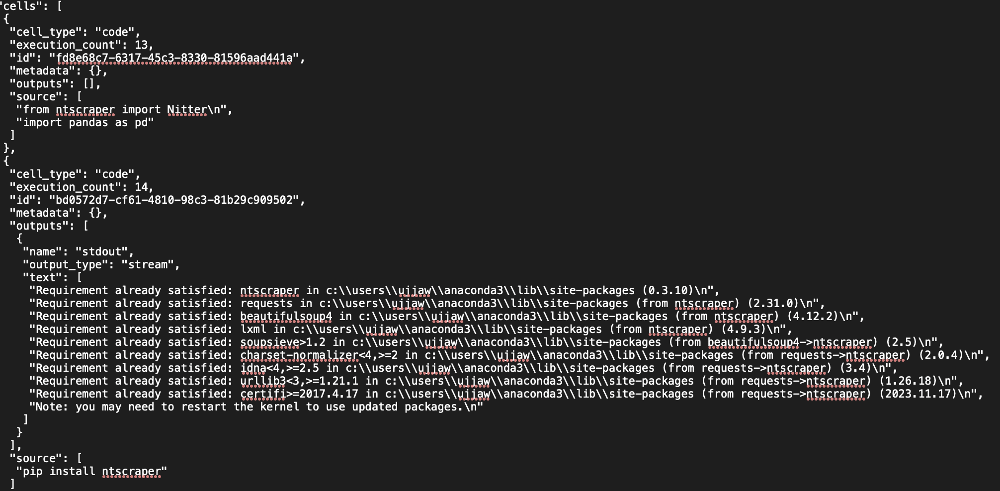 "cells": [
{
"cell_type": "code",
"execution_count": 13,
"id": "fd8e68c7-6317-45c3-8330-81596aad441a",
"metadata": {},
"outputs": [],
"source": [
"from ntscraper import Nitter\n",
"import pandas as pd"
]
},
{
"cell_type": "code",
"execution_count": 14,
"id": "bd0572d7-cf61-4810-98c3-81b29c909502",
"metadata": {},
"outputs": [
{
"name": "stdout",
"output_type": "stream",
"text": [
"Requirement already satisfied: ntscraper in c:\\users\\ujjaw\\anaconda3\\lib\\site-packages (0.3.10)\n",
"Requirement already satisfied: requests in c:\\users\\ujjaw\\anaconda3\\lib\\site-packages (from ntscraper) (2.31.0)\n",
"Requirement already satisfied: beautifulsoup4 in c:\\users\\ujjaw\\anaconda3\\lib\\site-packages (from ntscraper) (4.12.2)\n",
"Requirement already satisfied: lxml in c:\\users\\ujjaw\\anaconda3\\lib\\site-packages (from ntscraper) (4.9.3)\n",
"Requirement already satisfied: soupsieve>1.2 in c:\\users\\ujjaw\\anaconda3\\lib\\site-packages (from beautifulsoup4->ntscraper) (2.5)\n",
"Requirement already satisfied: charset-normalizer<4,>=2 in c:\\users\\ujjaw\\anaconda3\\lib\\site-packages (from requests->ntscraper) (2.0.4)\n",
"Requirement already satisfied: idna<4,>=2.5 in c:\\users\\ujjaw\\anaconda3\\lib\\site-packages (from requests->ntscraper) (3.4)\n",
"Requirement already satisfied: urllib3<3,>=1.21.1 in c:\\users\\ujjaw\\anaconda3\\lib\\site-packages (from requests->ntscraper) (1.26.18)\n",
"Requirement already satisfied: certifi>=2017.4.17 in c:\\users\\ujjaw\\anaconda3\\lib\\site-packages (from requests->ntscraper) (2023.11.17)\n",
"Note: you may need to restart the kernel to use updated packages.\n"
]
}
],
"source": [
"pip install ntscraper"
]